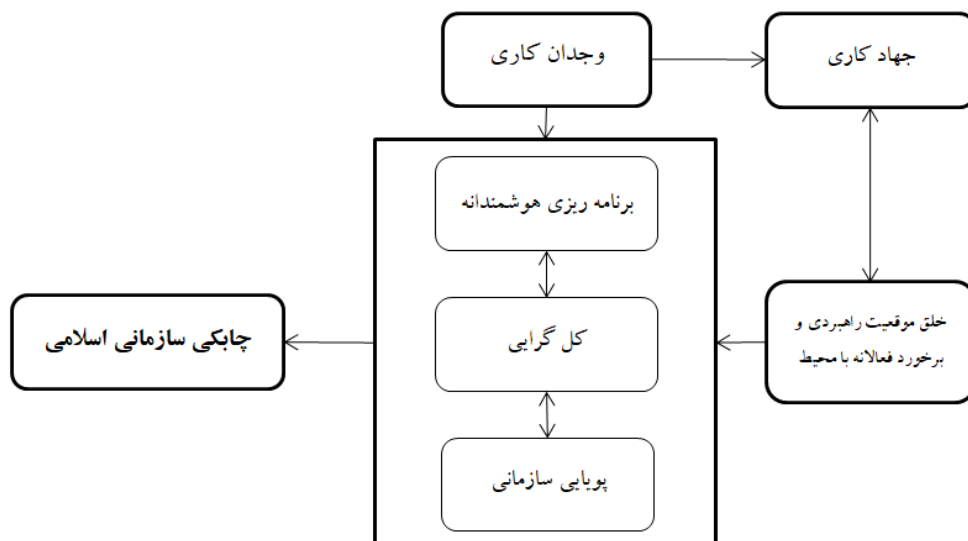 وجدان کاری
جهاد کاری
برنامه ریزی هوشمندانه
کل گرایی
پویایی سازمانی
خلق موقعیت راهبردی و
برخورد فعالانه با محیط
چابکی سازمانی اسلامی